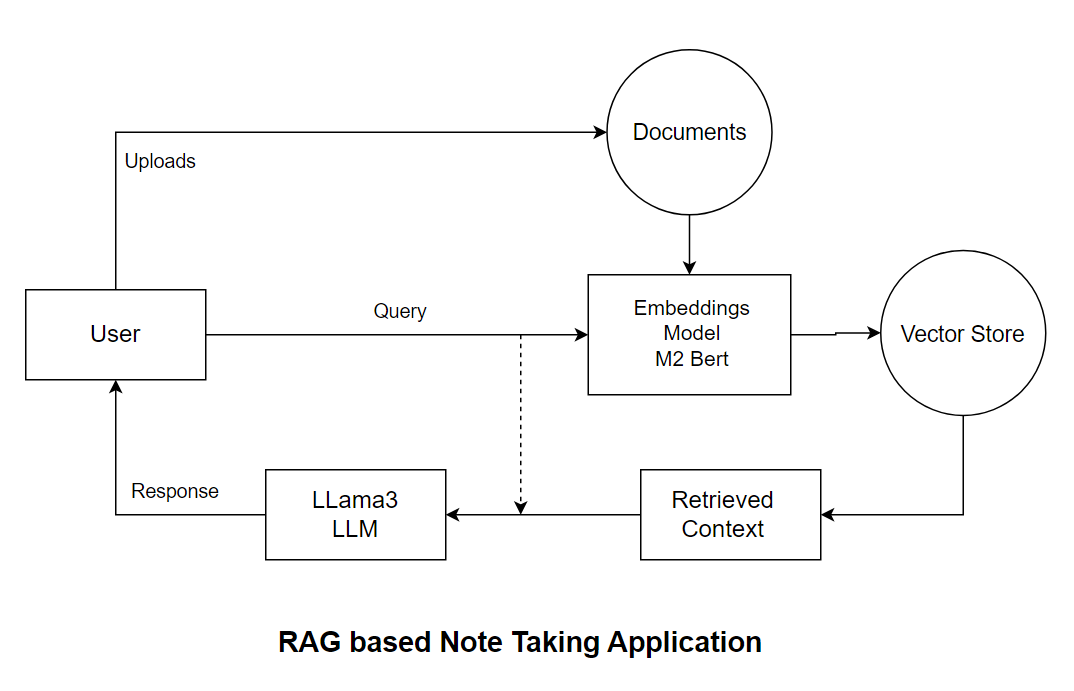 Documents
Uploads
User
Query
Embeddings
Model
M2 Bert
Vector Store
Response
LLama3
LLM
Retrieved
Context
RAG based Note Taking Application